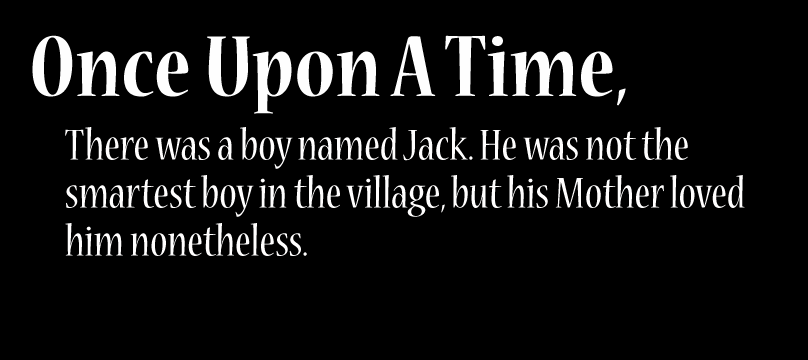 Once Upon A Time,
There was a boy named Jack. He was not the
smartest boy in the village, but his Mother loved
him nonetheless.